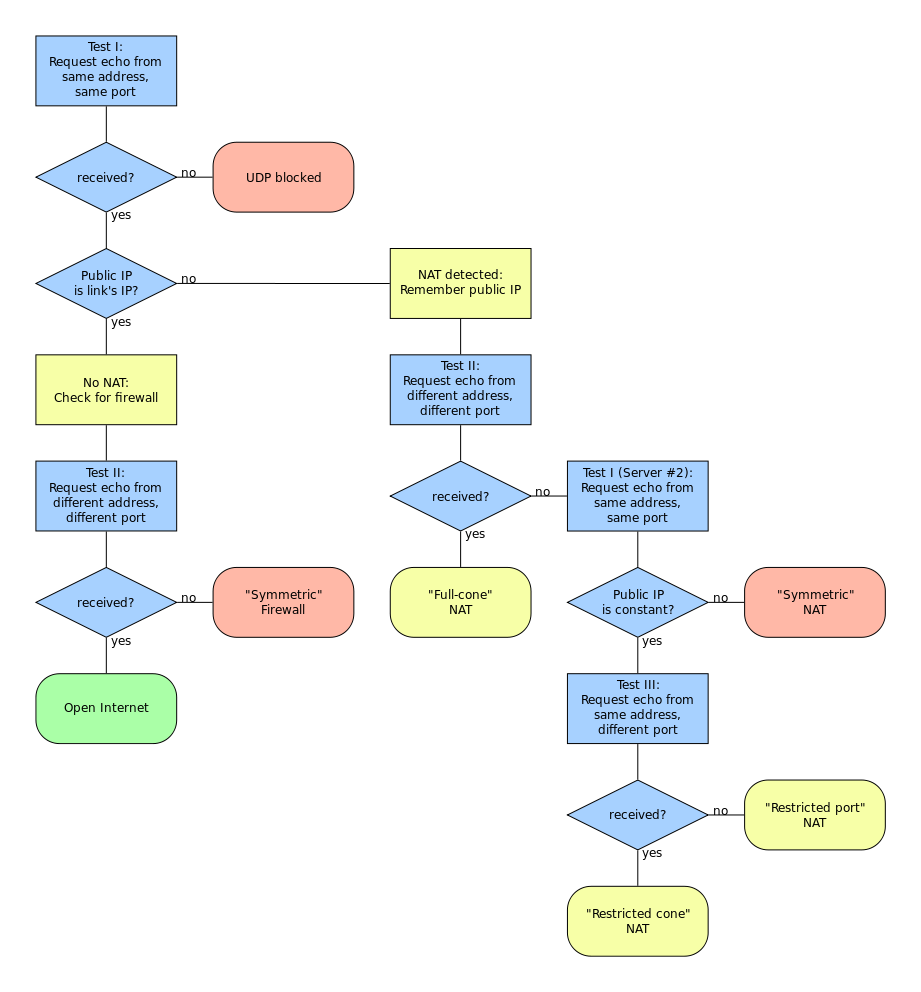 Test I:
Request echo from
same address,
same port
received?
no
UDP blocked
yes
Public IP
is link's IP?
no
NAT detected:
Remember public IP
yes
No NAT:
Check for firewall
Test II:
Request echo from
different address,
different port
Test II:
Request echo from
different address,
different port
received?
no
Test I (Server #2):
Request echo from
same address,
same port
yes
received?
no
"Symmetric"
Firewall
"Full-cone"
NAT
Public IP
is constant?
no
"Symmetric"
NAT
yes
yes
Open Internet
Test III:
Request echo from
same address,
different port
received?
no
"Restricted port"
NAT
yes
"Restricted cone"
NAT